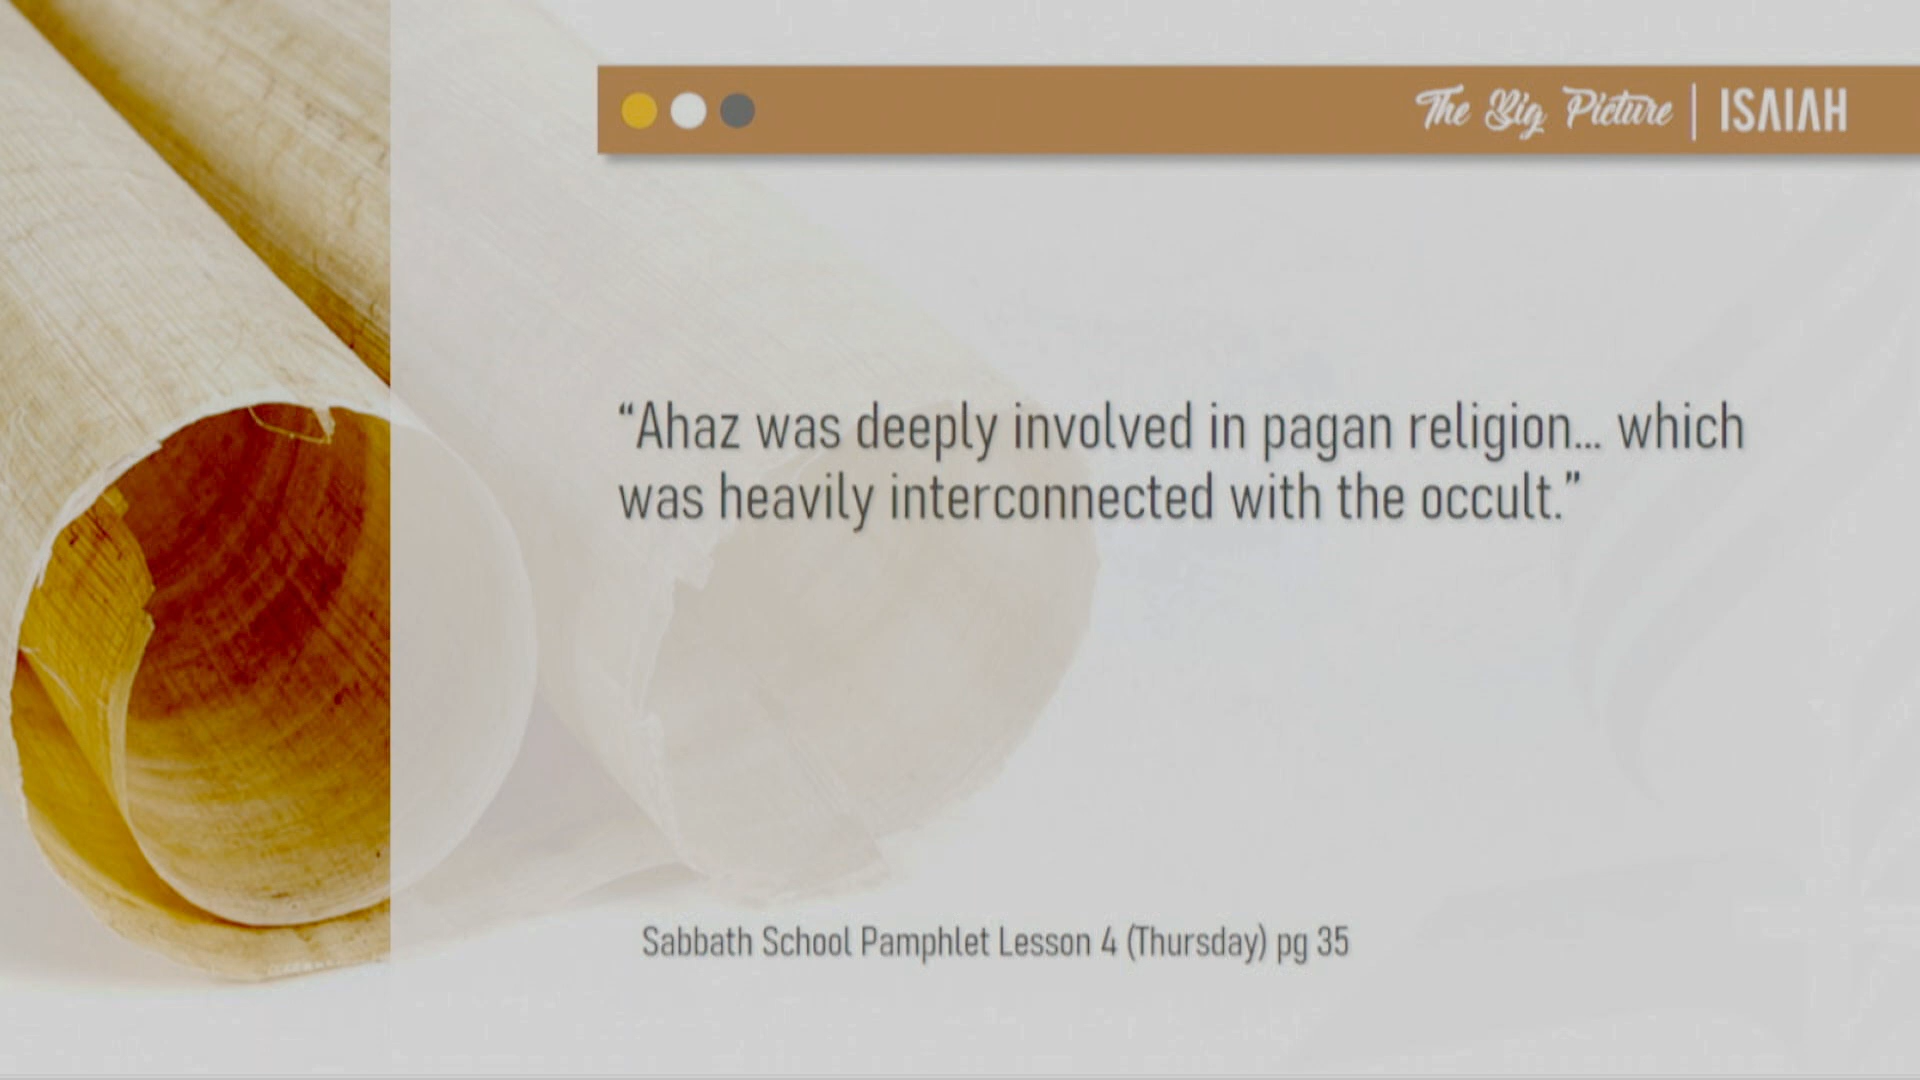 The Big Picture | ISAIAH
“Ahaz was deeply involved in pagan religion... which
was heavily interconnected with the occult.”
Sabbath School Pamphlet Lesson 4 (Thursday) pg 35